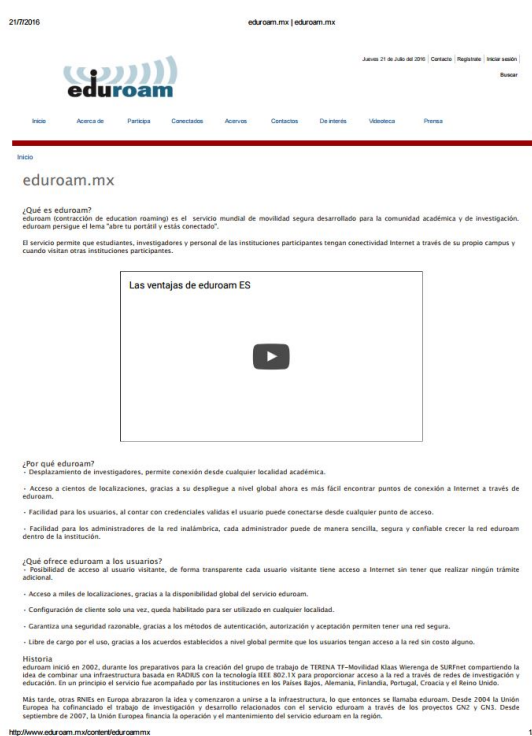 21/7/2016 eduroam.mx | eduroam.mx
Jueves 21 de Julio del 2016 | Contacto | Regístrate | Iniciar sesión
Buscar
eduroam
Inicio Acerca de Participa Conectados Acervos Contactos De interés Videoteca Prensa
Inicio
eduroam.mx
¿Qué es eduroam?
eduroam (contracción de education roaming) es el servicio mundial de movilidad segura desarrollado para la comunidad académica y de investigación.
eduroam persigue el lema "abre tu portátil y estás conectado".
El servicio permite que estudiantes, investigadores y personal de las instituciones participantes tengan conectividad Internet a través de su propio campus y
cuando visitan otras instituciones participantes.
Las ventajas de eduroam ES
¿Por qué eduroam?
- Desplazamiento de investigadores, permite conexión desde cualquier localidad académica.
- Acceso a cientos de localizaciones, gracias a su despliegue a nivel global ahora es más fácil encontrar puntos de conexión a Internet a través de
eduroam.
- Facilidad para los usuarios, al contar con credenciales validas el usuario puede conectarse desde cualquier punto de acceso.
- Facilidad para los administradores de la red inalámbrica, cada administrador puede de manera sencilla, segura y confiable crecer la red eduroam
dentro de la institución.
¿Qué ofrece eduroam a los usuarios?
- Posibilidad de acceso al usuario visitante, de forma transparente cada usuario visitante tiene acceso a Internet sin tener que realizar ningún trámite
adicional.
- Acceso a miles de localizaciones, gracias a la disponibilidad global del servicio eduroam.
- Configuración de cliente solo una vez, queda habilitado para ser utilizado en cualquier localidad.
- Garantiza una seguridad razonable, gracias a los métodos de autenticación, autorización y aceptación permiten tener una red segura.
- Libre de cargo por el uso, gracias a los acuerdos establecidos a nivel global permite que los usuarios tengan acceso a la red sin costo alguno.
Historia
eduroam inició en 2002, durante los preparativos para la creación del grupo de trabajo de TERENA TF-Movilidad Klaas Wierenga de SURFnet compartiendo la
idea de combinar una infraestructura basada en RADIUS con la tecnología IEEE 802.1X para proporcionar acceso a la red a través de redes de investigación y
educación. En un principio el servicio fue acompañado por las instituciones en los Países Bajos, Alemania, Finlandia, Portugal, Croacia y el Reino Unido.
Más tarde, otras RNIEs en Europa abrazaron la idea y comenzaron a unirse a la infraestructura, lo que entonces se llamaba eduroam. Desde 2004 la Unión
Europea ha cofinanciado el trabajo de investigación y desarrollo relacionados con el servicio eduroam a través de los proyectos GN2 y GN3. Desde
septiembre de 2007, la Unión Europea financia la operación y el mantenimiento del servicio eduroam en la región.
http://www.eduroam.mx/content/eduroammx 1